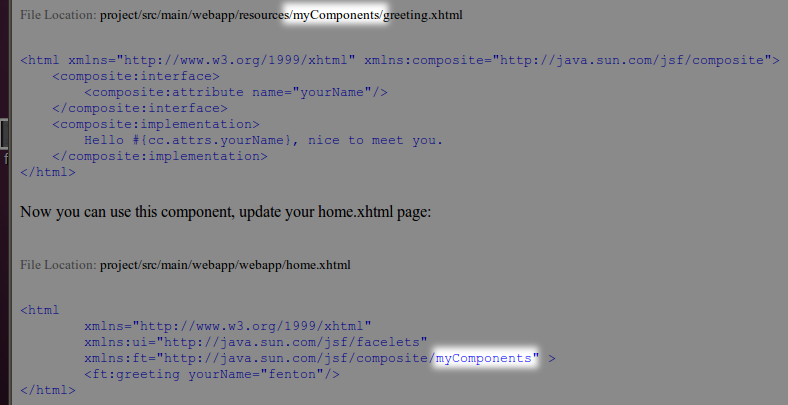 File Location: project/src/main/webapp/resources/myComponents/greeting.xhtml
<html xmlns="http://www.w3.org/1999/xhtml" xmlns:composite="http://java.sun.com/jsf/composite">
<composite:interface>
<composite:attribute name="yourName"/>
</composite:interface>
<composite:implementation>
Hello #{cc.attrs.yourName}, nice to meet you.
</composite:implementation>
</html>
Now you can use this component, update your home.xhtml page:
File Location: project/src/main/webapp/webapp/home.xhtml
<html
xmlns="http://www.w3.org/1999/xhtml"
xmlns:ui="http://java.sun.com/jsf/facelets"
xmlns:ft="http://java.sun.com/jsf/composite/myComponents" >
<ft:greeting yourName="fenton"/>
</html>